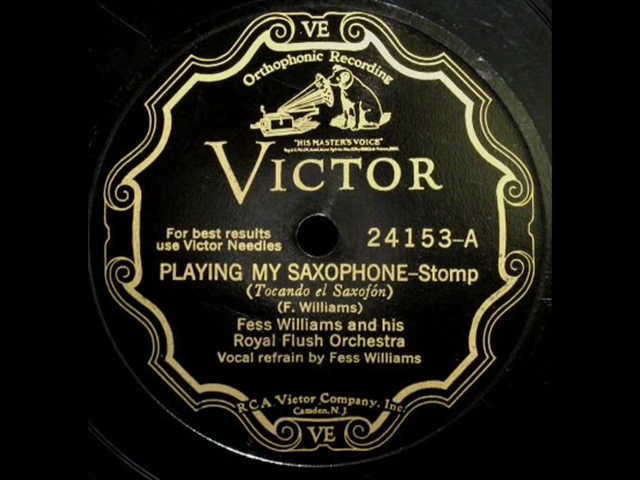 VE
Orthophonic Recording
"HIS MASTER'S VOICE"
VICTOR
For best results
use Victor Needles
24153-A
PLAYING MY SAXOPHONE-Stomp
(Tocando el Saxofón)
(F. Williams)
Fess Williams and his
Royal Flush Orchestra
Vocal refrain by Fess Williams
RCA Victor Company, Inc.
Camden, N.J.
VE